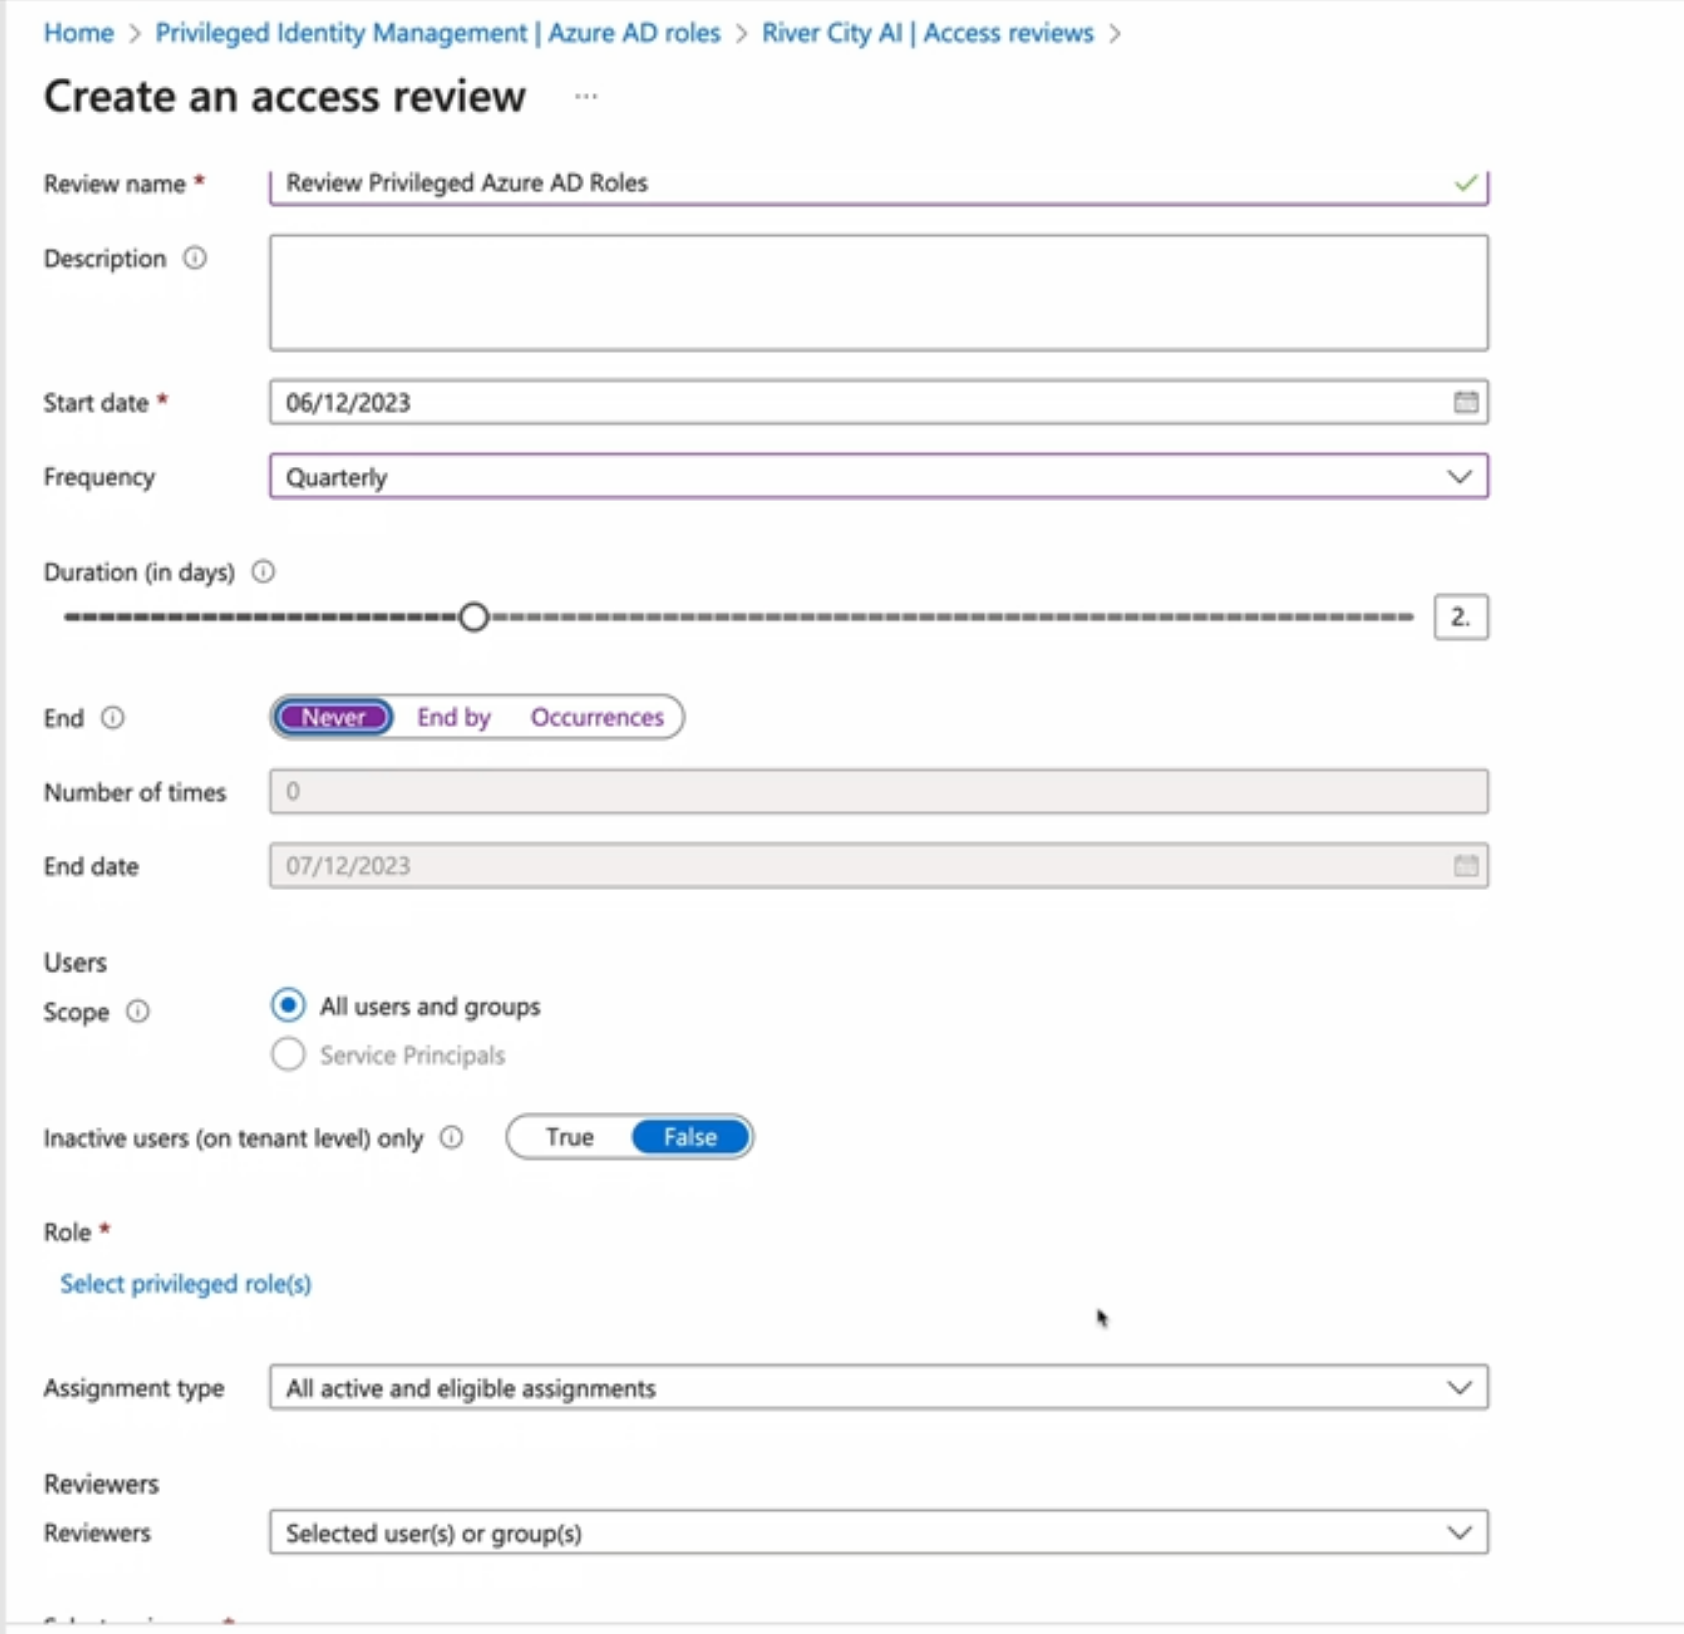 Home > Privileged Identity Management | Azure AD roles > River City AI | Access reviews >
Create an access review ...
Review name * Review Privileged Azure AD Roles
Description
Start date * 06/12/2023
Frequency Quarterly
Duration (in days)
2.
End Never End by Occurrences
Number of times 0
End date 07/12/2023
Users
Scope All users and groups
Service Principals
Inactive users (on tenant level) only True False
Role *
Select privileged role(s)
Assignment type All active and eligible assignments
Reviewers
Reviewers Selected user(s) or group(s)